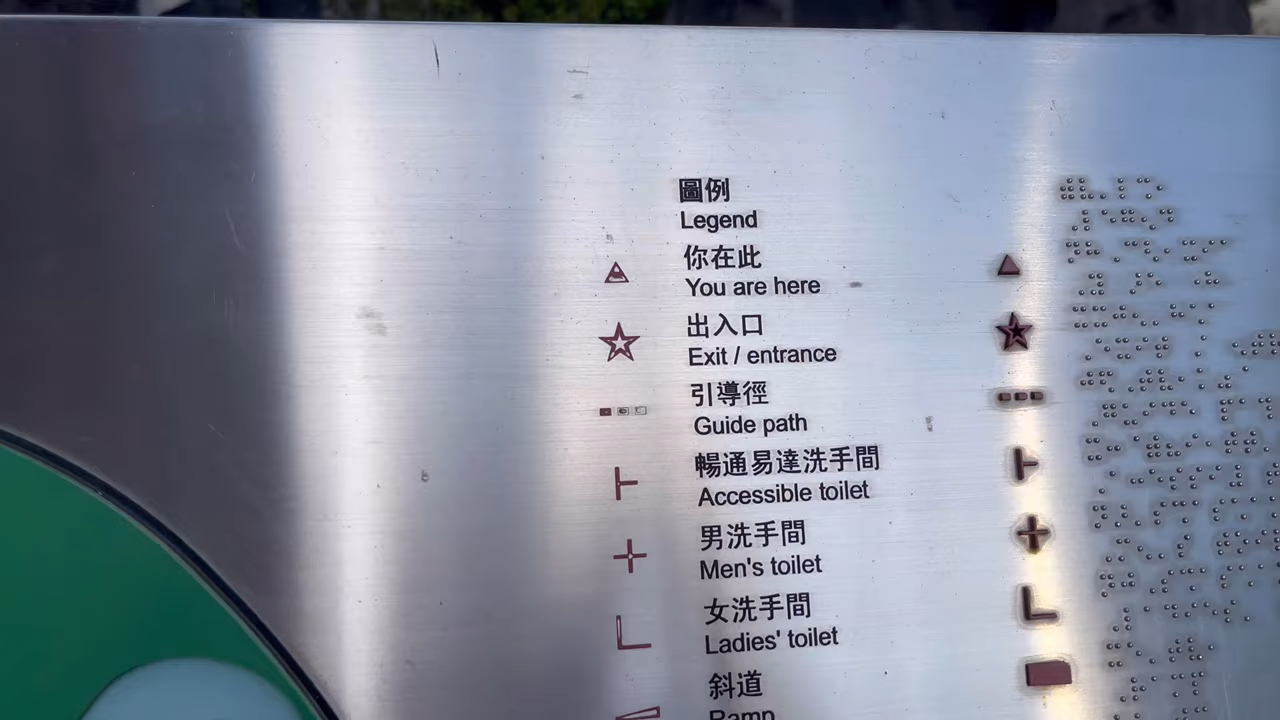 圖例
Legend
你在此
You are here
出入口
Exit / entrance
引導徑
Guide path
暢通易達洗手間
Accessible toilet
男洗手間
Men's toilet
女洗手間
Ladies' toilet
斜道
Ramp